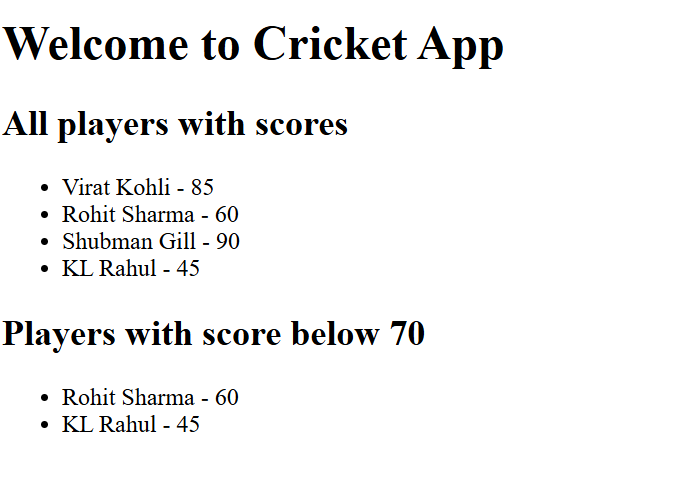 Welcome to Cricket App
All players with scores
• Virat Kohli - 85
• Rohit Sharma - 60
• Shubman Gill - 90
• KL Rahul - 45
Players with score below 70
• Rohit Sharma - 60
• KL Rahul - 45